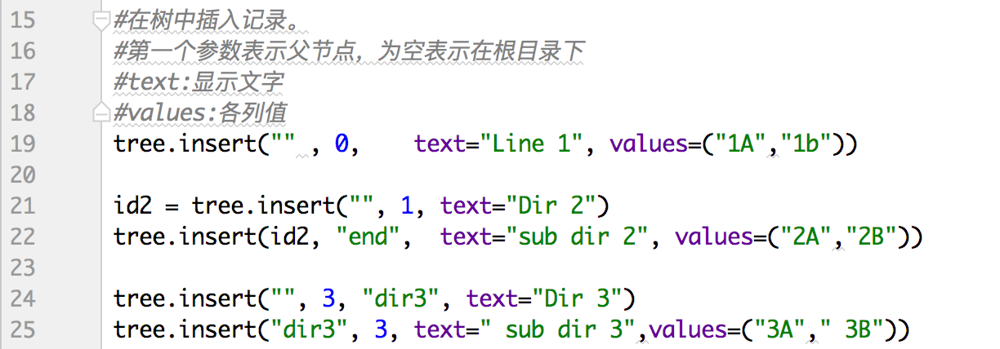 15 #在树中插入记录。
16 #第一个参数表示父节点，为空表示在根目录下
17 #text:显示文字
18 #values:各列值
19 tree.insert("" , 0,    text="Line 1", values=("1A","1b"))
20
21 id2 = tree.insert("", 1, text="Dir 2")
22 tree.insert(id2, "end",  text="sub dir 2", values=("2A","2B"))
23
24 tree.insert("", 3, "dir3", text="Dir 3")
25 tree.insert("dir3", 3, text=" sub dir 3",values=("3A"," 3B"))